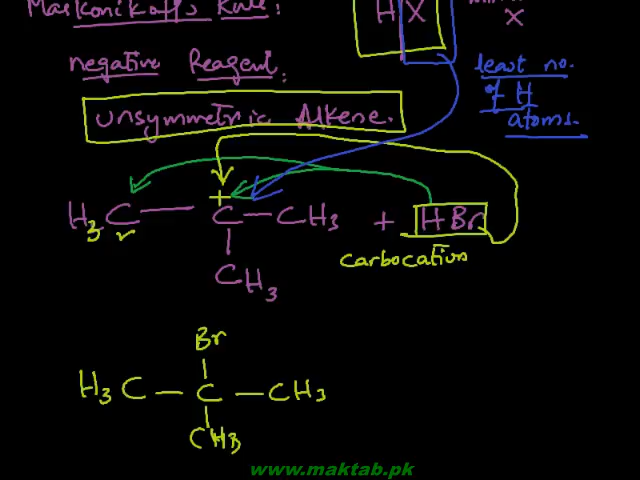 Markonikoff's Rule:
H X
X
negative Reagent.
least no.
of H
atoms.
Unsymmetric Alkene.
+
H3C — C — CH3 + HBr
CH3
carbocation
Br
H3C — C — CH3
CH3
www.maktab.pk